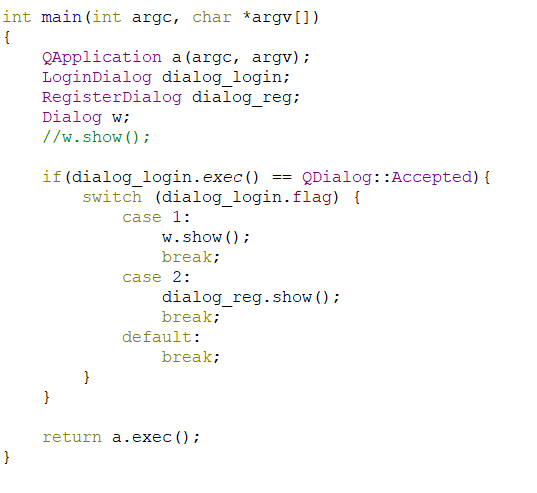 int main(int argc, char *argv[])
{
    QApplication a(argc, argv);
    LoginDialog dialog_login;
    RegisterDialog dialog_reg;
    Dialog w;
    //w.show();

    if(dialog_login.exec() == QDialog::Accepted){
        switch (dialog_login.flag) {
            case 1:
                w.show();
                break;
            case 2:
                dialog_reg.show();
                break;
            default:
                break;
        }
    }

    return a.exec();
}